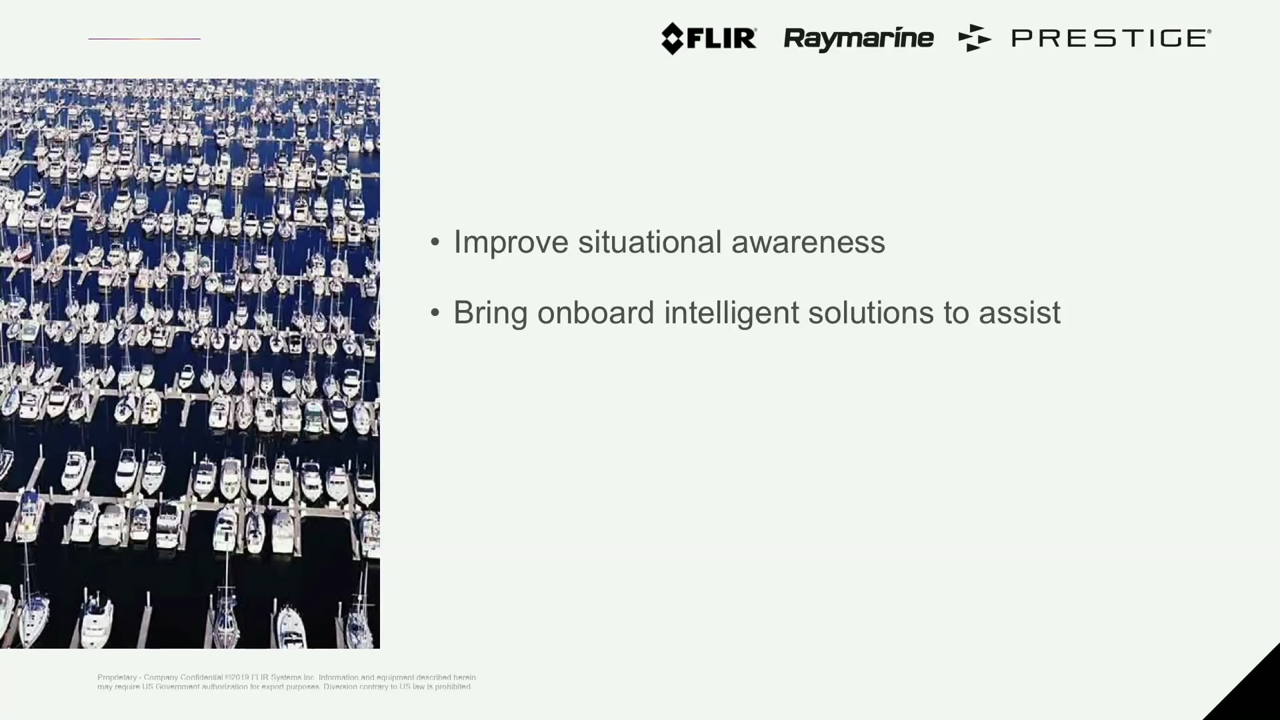 FLIR Raymarine PRESTIGE
• Improve situational awareness
• Bring onboard intelligent solutions to assist
Proprietary - Company Confidential ©2019 FLIR Systems Inc. Information and equipment described herein
may require US Government authorization for export purposes. Diversion contrary to US law is prohibited.